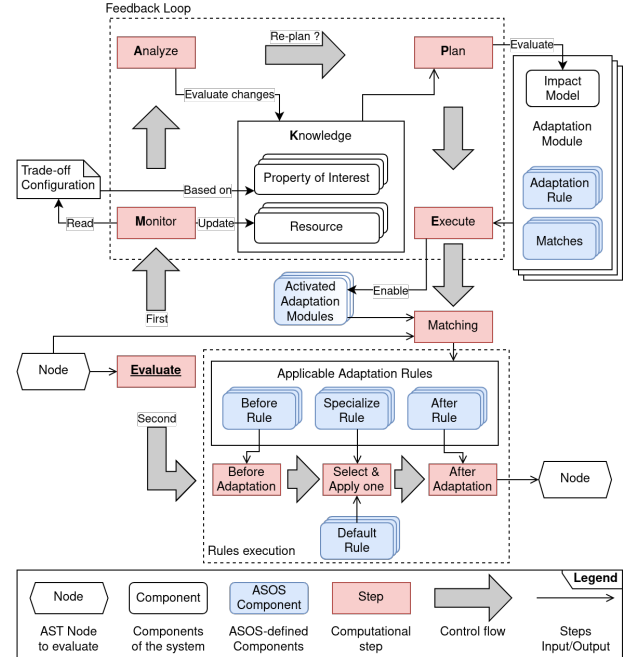 Feedback Loop
Analyze
Re-plan ?
Plan
Evaluate
Impact
Model
Evaluate changes
Adaptation
Module
Knowledge
Trade-off
Configuration
Property of Interest
Based on
Adaptation
Rule
Read
Monitor
Update
Resource
Execute
Matches
Activated
Adaptation
Modules
Enable
First
Matching
Node
Evaluate
Applicable Adaptation Rules
Before
Rule
Specialize
Rule
After
Rule
Second
Before
Adaptation
Select &
Apply one
After
Adaptation
Node
Default
Rule
Rules execution
Legend
Node
Component
ASOS
Component
Step
AST Node
to evaluate
Components
of the system
ASOS-defined
Components
Computational
step
Control flow
Steps
Input/Output